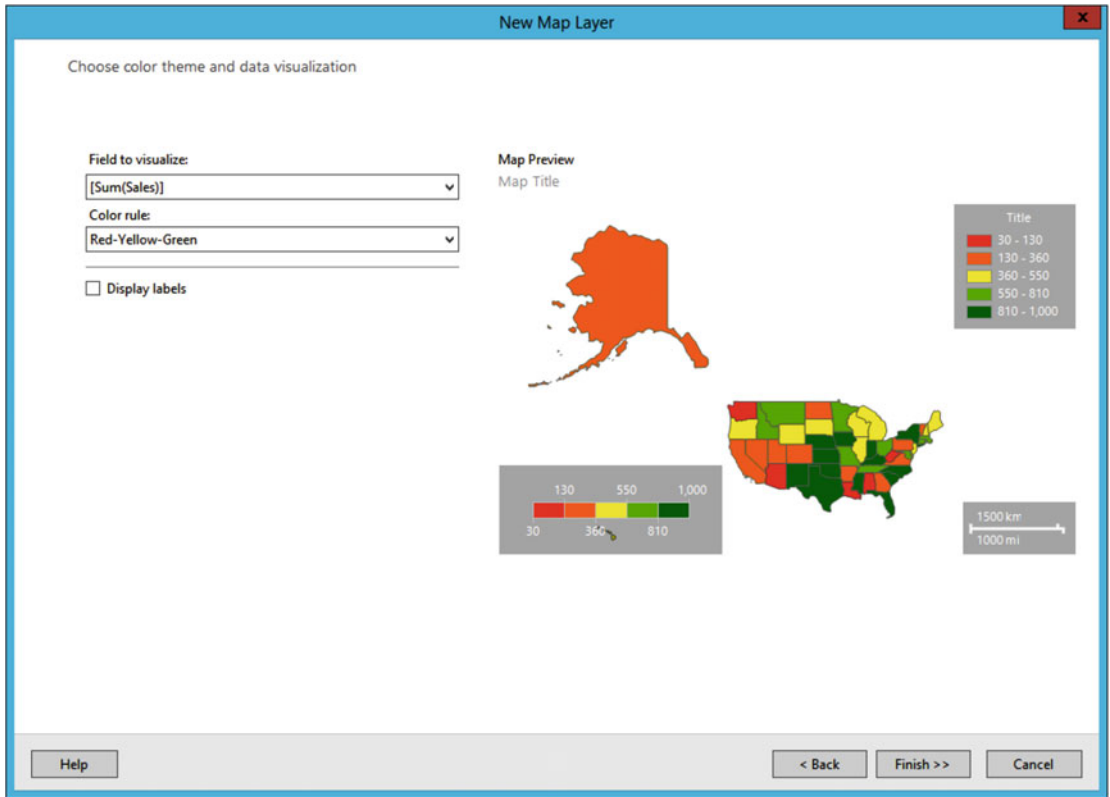 New Map Layer
x
Choose color theme and data visualization
Field to visualize:
[Sum(Sales)]
Color rule:
Red-Yellow-Green
Display labels
Map Preview
Map Title
Title
30 - 130
130 - 360
360 - 550
550 - 810
810 - 1,000
130 550 1,000
30 360 810
1500 km
1000 mi
Help
< Back
Finish >>
Cancel